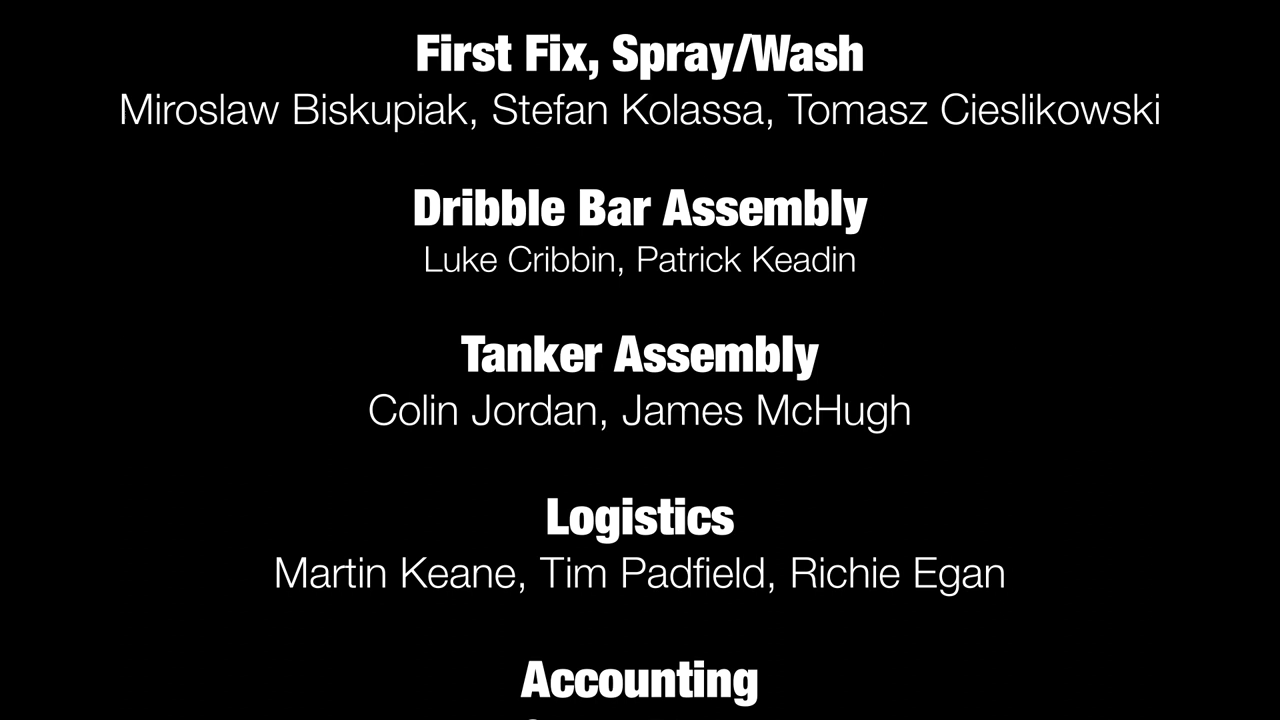 First Fix, Spray/Wash
Miroslaw Biskupiak, Stefan Kolassa, Tomasz Cieslikowski
Dribble Bar Assembly
Luke Cribbin, Patrick Keadin
Tanker Assembly
Colin Jordan, James McHugh
Logistics
Martin Keane, Tim Padfield, Richie Egan
Accounting